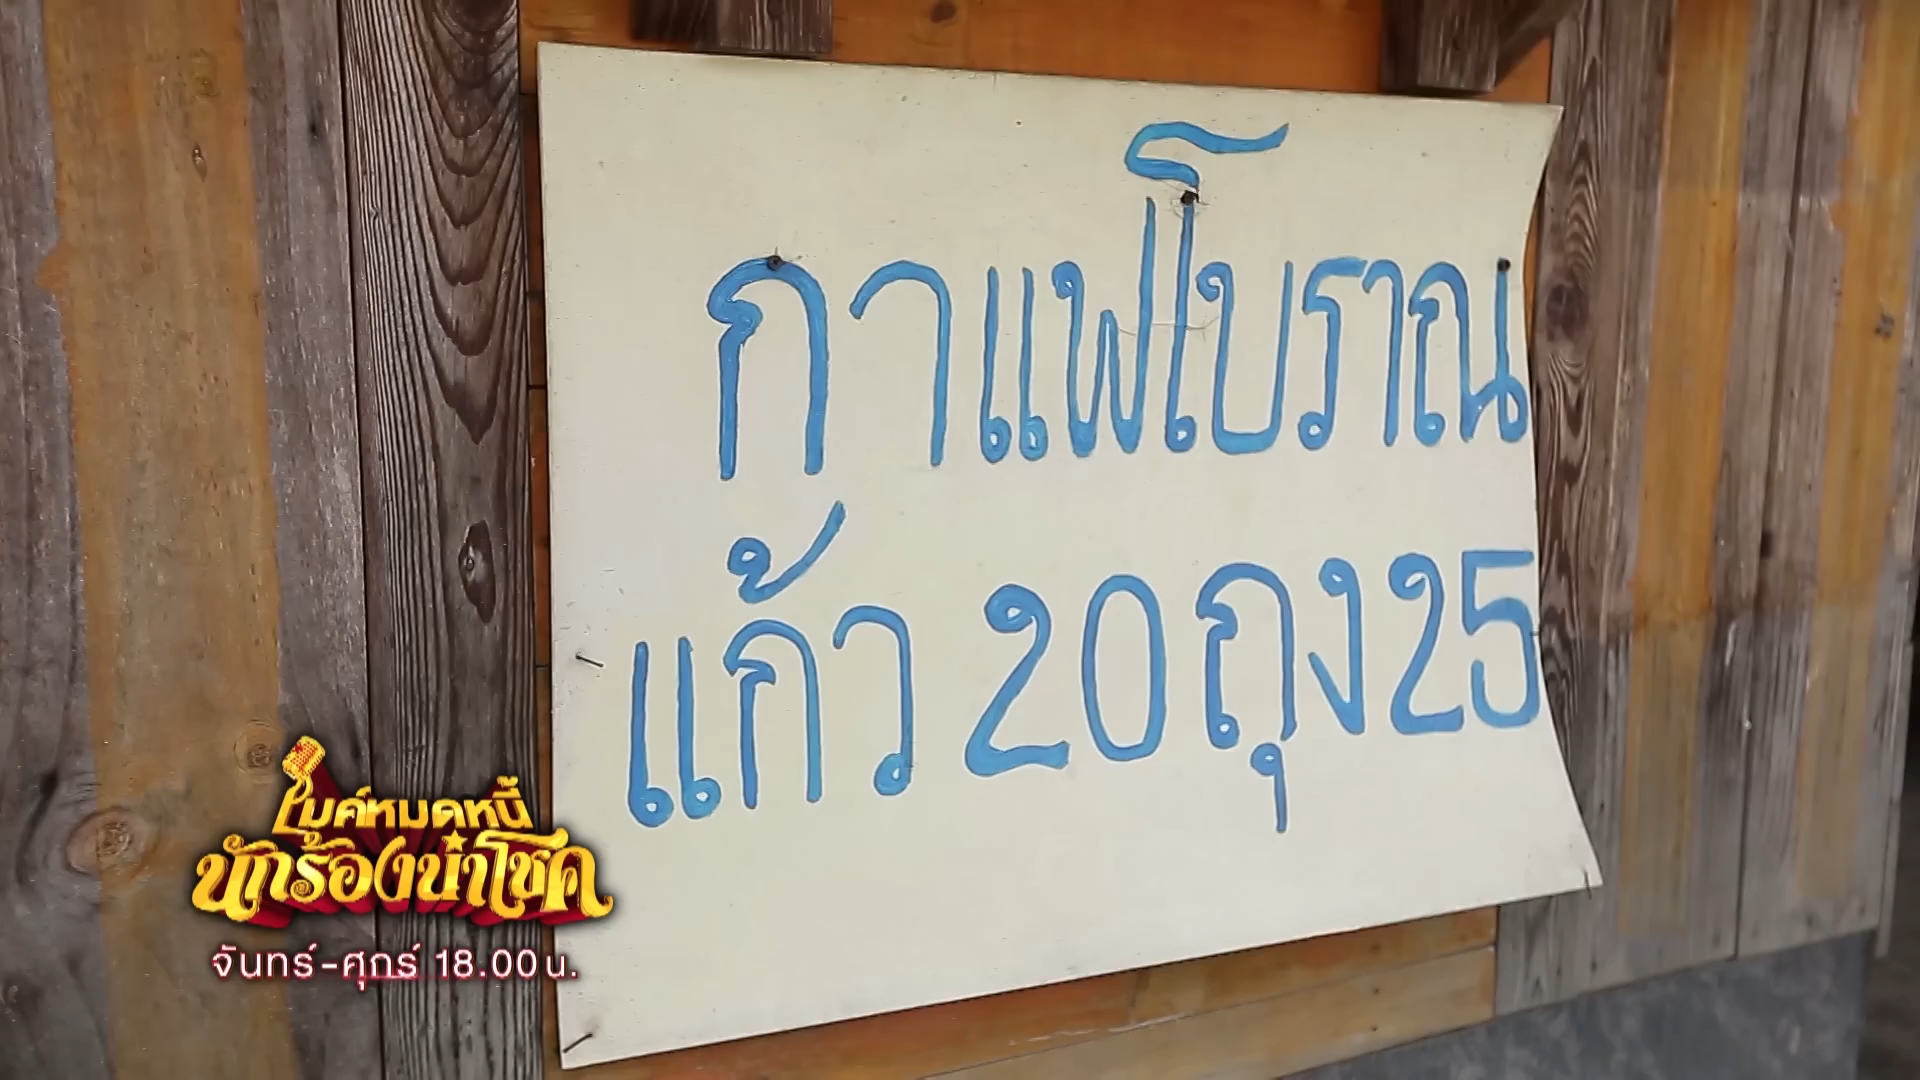 กาแฟโบราณ
แก้ว 20 ถุง 25
ไมค์หมดหนี้
นักร้องนำโชค
จันทร์-ศุกร์ 18.00 น.